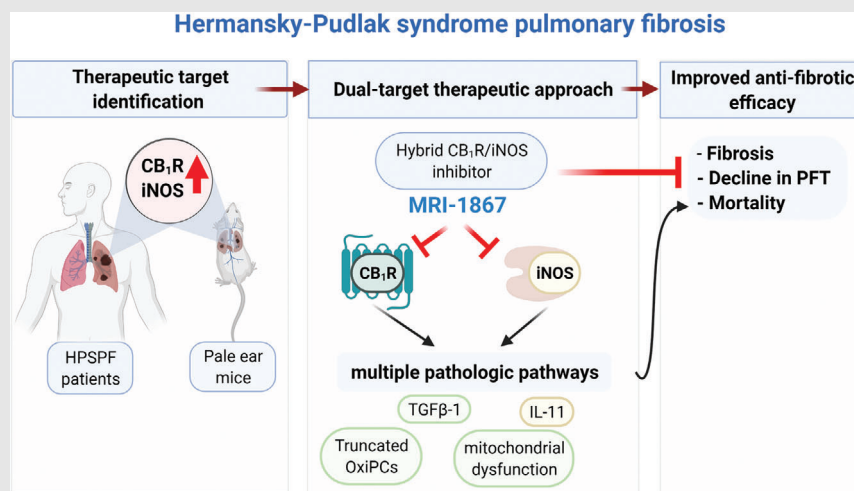 Hermansky-Pudlak syndrome pulmonary fibrosis
Therapeutic target
identification
Dual-target therapeutic approach
Improved anti-fibrotic
efficacy
CB₁R
iNOS
HPSPF
patients
Pale ear
mice
Hybrid CB₁R/iNOS
inhibitor
MRI-1867
CB₁R
iNOS
multiple pathologic pathways
TGFβ-1
IL-11
Truncated
OxiPCs
mitochondrial
dysfunction
- Fibrosis
- Decline in PFT
- Mortality